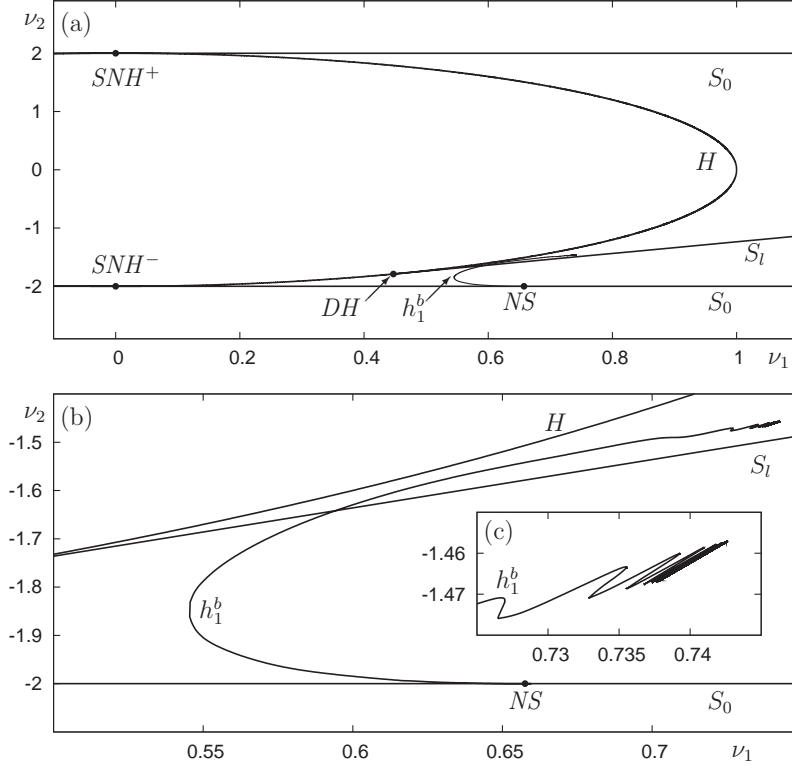 ν₂
(a)
2
1
0
-1
-2
SNH⁺
S₀
H
SNH⁻
DH
h₁ᵇ
NS
S_l
S₀
0
0.2
0.4
0.6
0.8
1
ν₁
ν₂
(b)
-1.5
-1.6
-1.7
-1.8
-1.9
-2
H
S_l
(c)
-1.46
-1.47
h₁ᵇ
0.73
0.735
0.74
h₁ᵇ
NS
S₀
0.55
0.6
0.65
0.7
ν₁